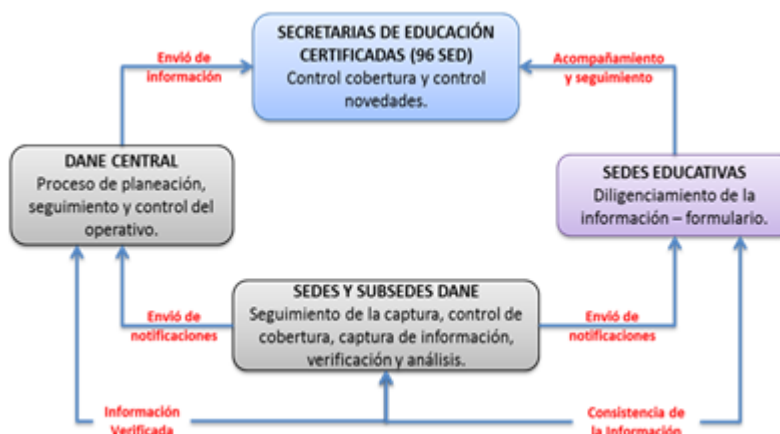 SECRETARIAS DE EDUCACIÓN
CERTIFICADAS (96 SED)
Control cobertura y control
novedades.
Envió de
información
Acompañamiento
y seguimiento
DANE CENTRAL
Proceso de planeación,
seguimiento y control del
operativo.
SEDES EDUCATIVAS
Diligenciamiento de la
información – formulario.
SEDES Y SUBSEDES DANE
Seguimiento de la captura, control de
cobertura, captura de información,
verificación y análisis.
Envió de
notificaciones
Envió de
notificaciones
Información
Verificada
Consistencia de
la Información.